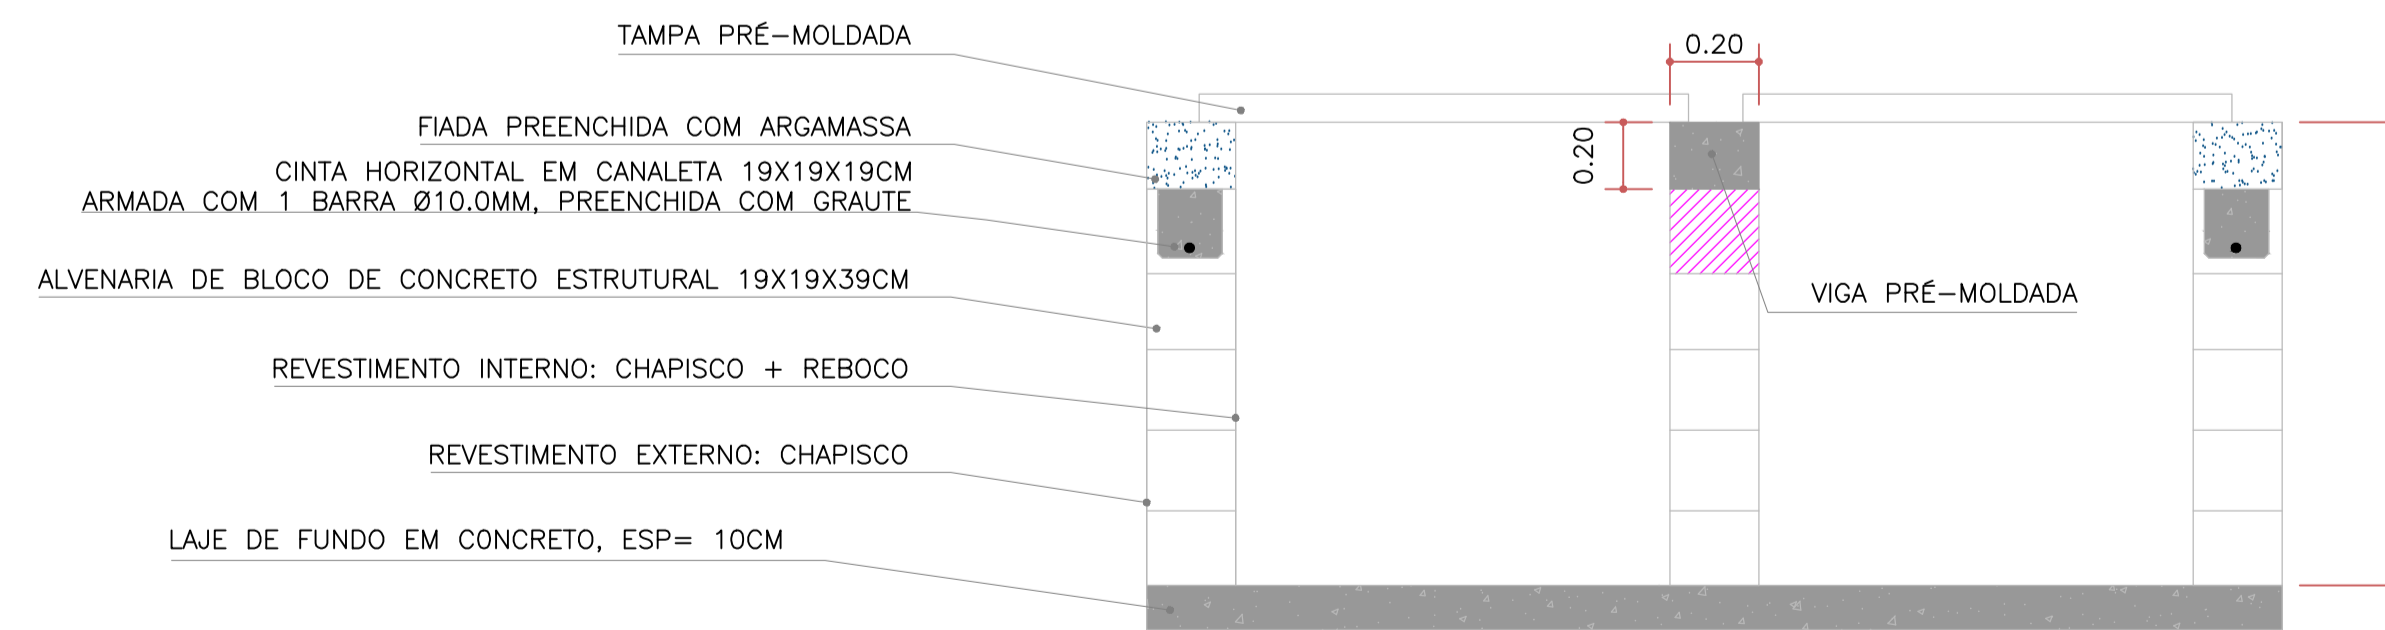 TAMPA PRÉ-MOLDADA
0.20
FIADA PREENCHIDA COM ARGAMASSA
0.20
CINTA HORIZONTAL EM CANALETA 19X19X19CM
ARMADA COM 1 BARRA Ø10.0MM, PREENCHIDA COM GRAUTE
ALVENARIA DE BLOCO DE CONCRETO ESTRUTURAL 19X19X39CM
VIGA PRÉ-MOLDADA
REVESTIMENTO INTERNO: CHAPISCO + REBOCO
REVESTIMENTO EXTERNO: CHAPISCO
LAJE DE FUNDO EM CONCRETO, ESP= 10CM